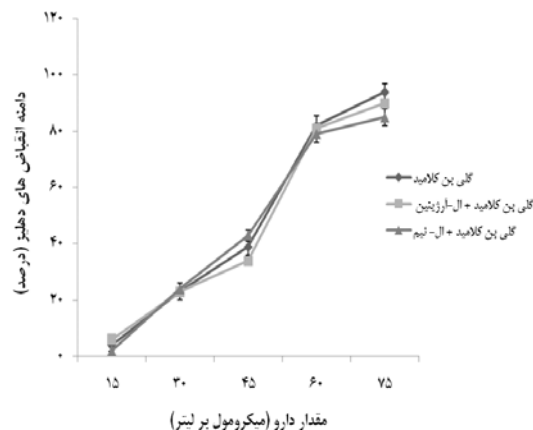 ۱۲۰
۱۰۰
۸۰
۶۰
۴۰
۲۰
۰
دامنه انقباض های دهلیز (درصد)
گلی بن کلامید
گلی بن کلامید + ال-آرژینین
گلی بن کلامید + ال- نیم
۱۵ ۳۰ ۴۵ ۶۰ ۷۵
مقدار دارو (میکرومول بر لیتر)